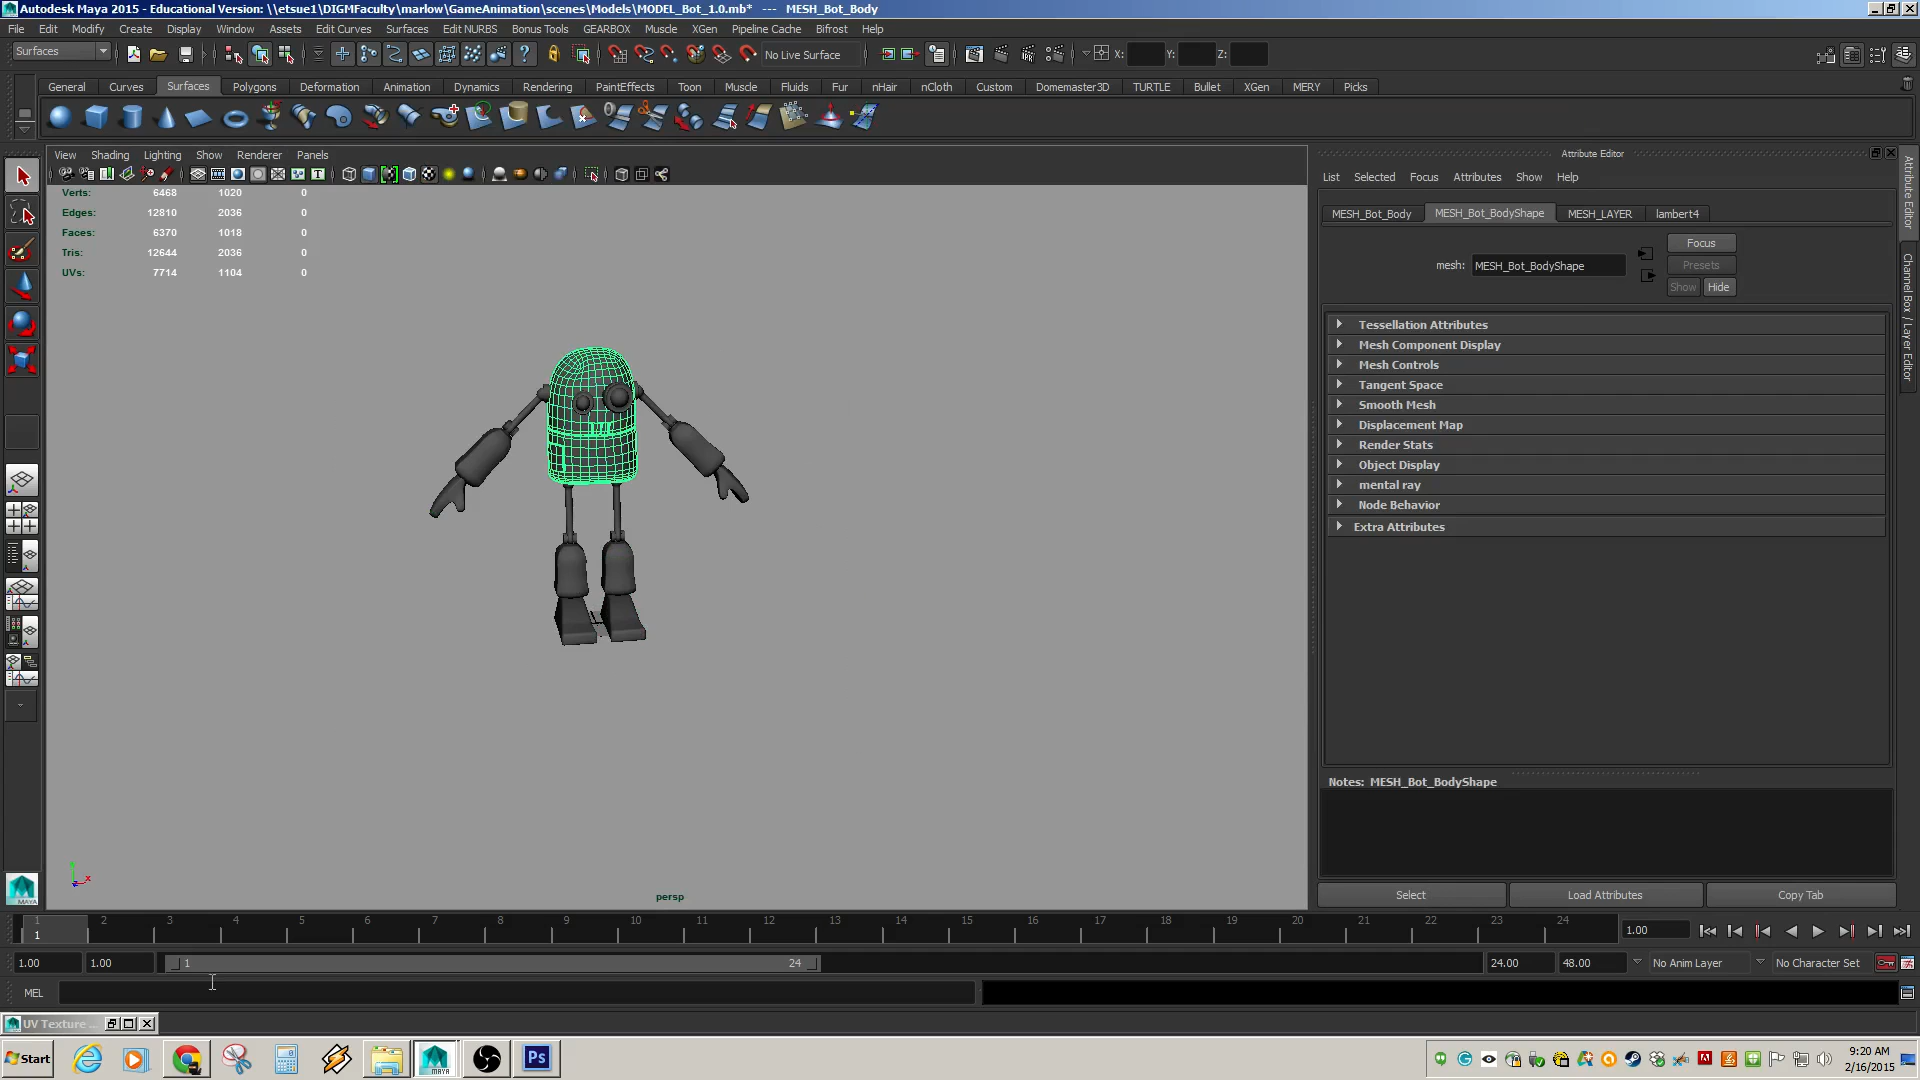 Autodesk Maya 2015 - Educational Version: \\etsue1\DIGMFaculty\marlow\GameAnimation\scenes\Models\MODEL_Bot_1.0.mb* --- MESH_Bot_Body
File Edit Modify Create Display Window Assets Edit Curves Surfaces Edit NURBS Bonus Tools GEARBOX Muscle XGen Pipeline Cache Bifrost Help
Surfaces No Live Surface X: Y: Z:
General Curves Surfaces Polygons Deformation Animation Dynamics Rendering PaintEffects Toon Muscle Fluids Fur nHair nCloth Custom Domemaster3D TURTLE Bullet XGen MERY Picks
View Shading Lighting Show Renderer Panels
Verts: 6468 1020 0
Edges: 12810 2036 0
Faces: 6370 1018 0
Tris: 12644 2036 0
UVs: 7714 1104 0
persp
Attribute Editor
List Selected Focus Attributes Show Help
MESH_Bot_Body MESH_Bot_BodyShape MESH_LAYER lambert4
Focus
mesh: MESH_Bot_BodyShape Presets
Show Hide
Tessellation Attributes
Mesh Component Display
Mesh Controls
Tangent Space
Smooth Mesh
Displacement Map
Render Stats
Object Display
mental ray
Node Behavior
Extra Attributes
Notes: MESH_Bot_BodyShape
Select Load Attributes Copy Tab
Attribute Editor
Channel Box / Layer Editor
MAYA
1 2 3 4 5 6 7 8 9 10 11 12 13 14 15 16 17 18 19 20 21 22 23 24
1 1.00
1.00 1.00 1 24 24.00 48.00 No Anim Layer No Character Set
MEL
UV Texture ...
Start MAYA Ps 9:20 AM
2/16/2015